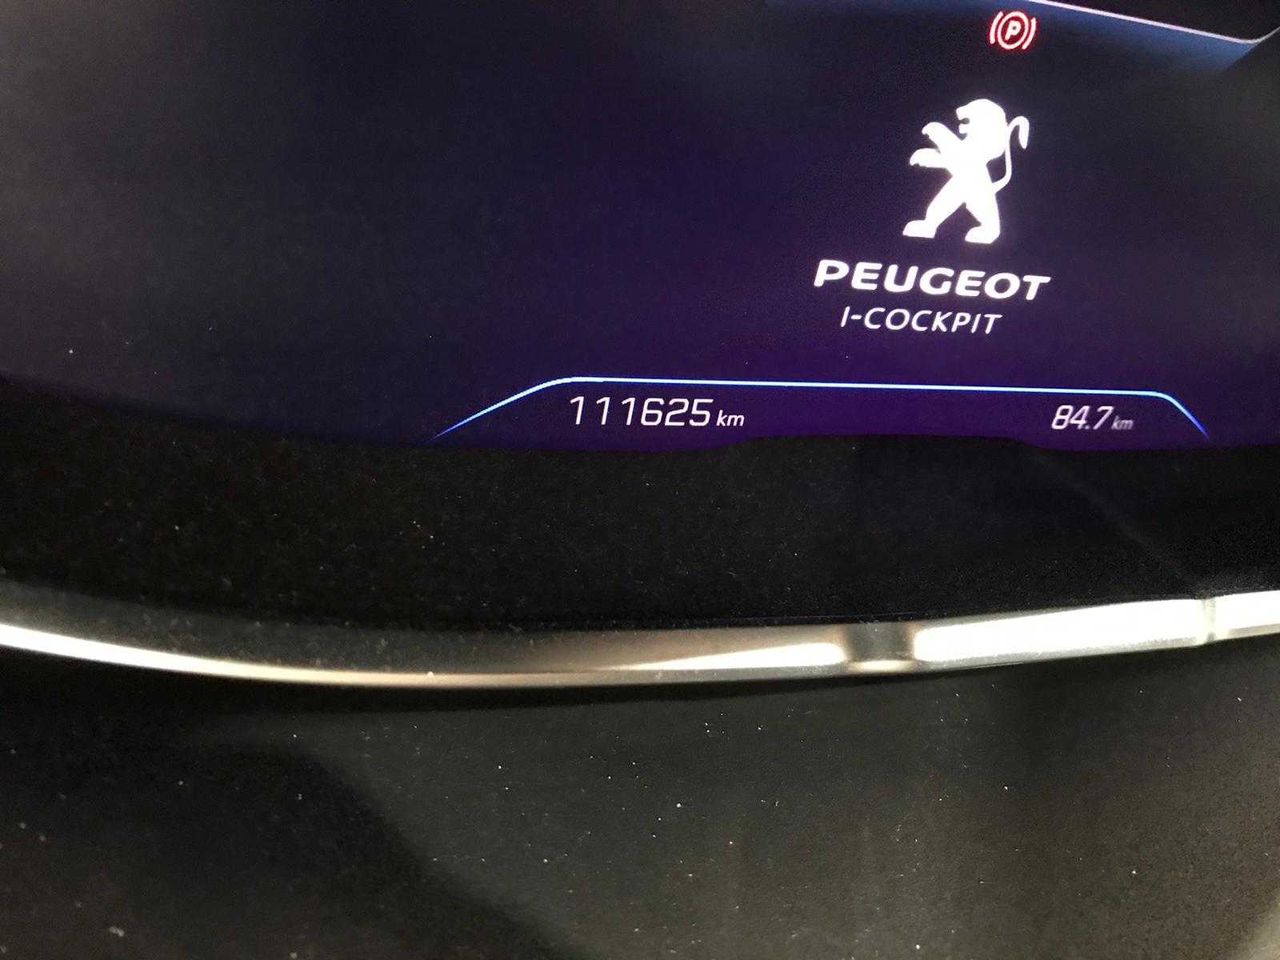 P
PEUGEOT
I-COCKPIT
111625 km
84.7 km